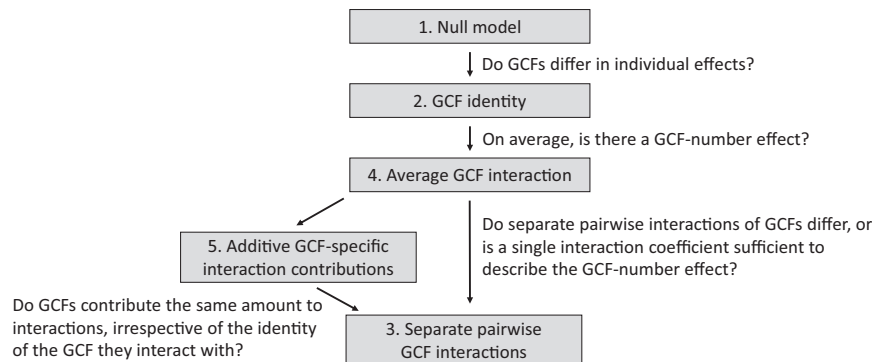 1. Null model
Do GCFs differ in individual effects?
2. GCF identity
On average, is there a GCF-number effect?
4. Average GCF interaction
Do separate pairwise interactions of GCFs differ, or
is a single interaction coefficient sufficient to
describe the GCF-number effect?
5. Additive GCF-specific
interaction contributions
Do GCFs contribute the same amount to
interactions, irrespective of the identity
of the GCF they interact with?
3. Separate pairwise
GCF interactions